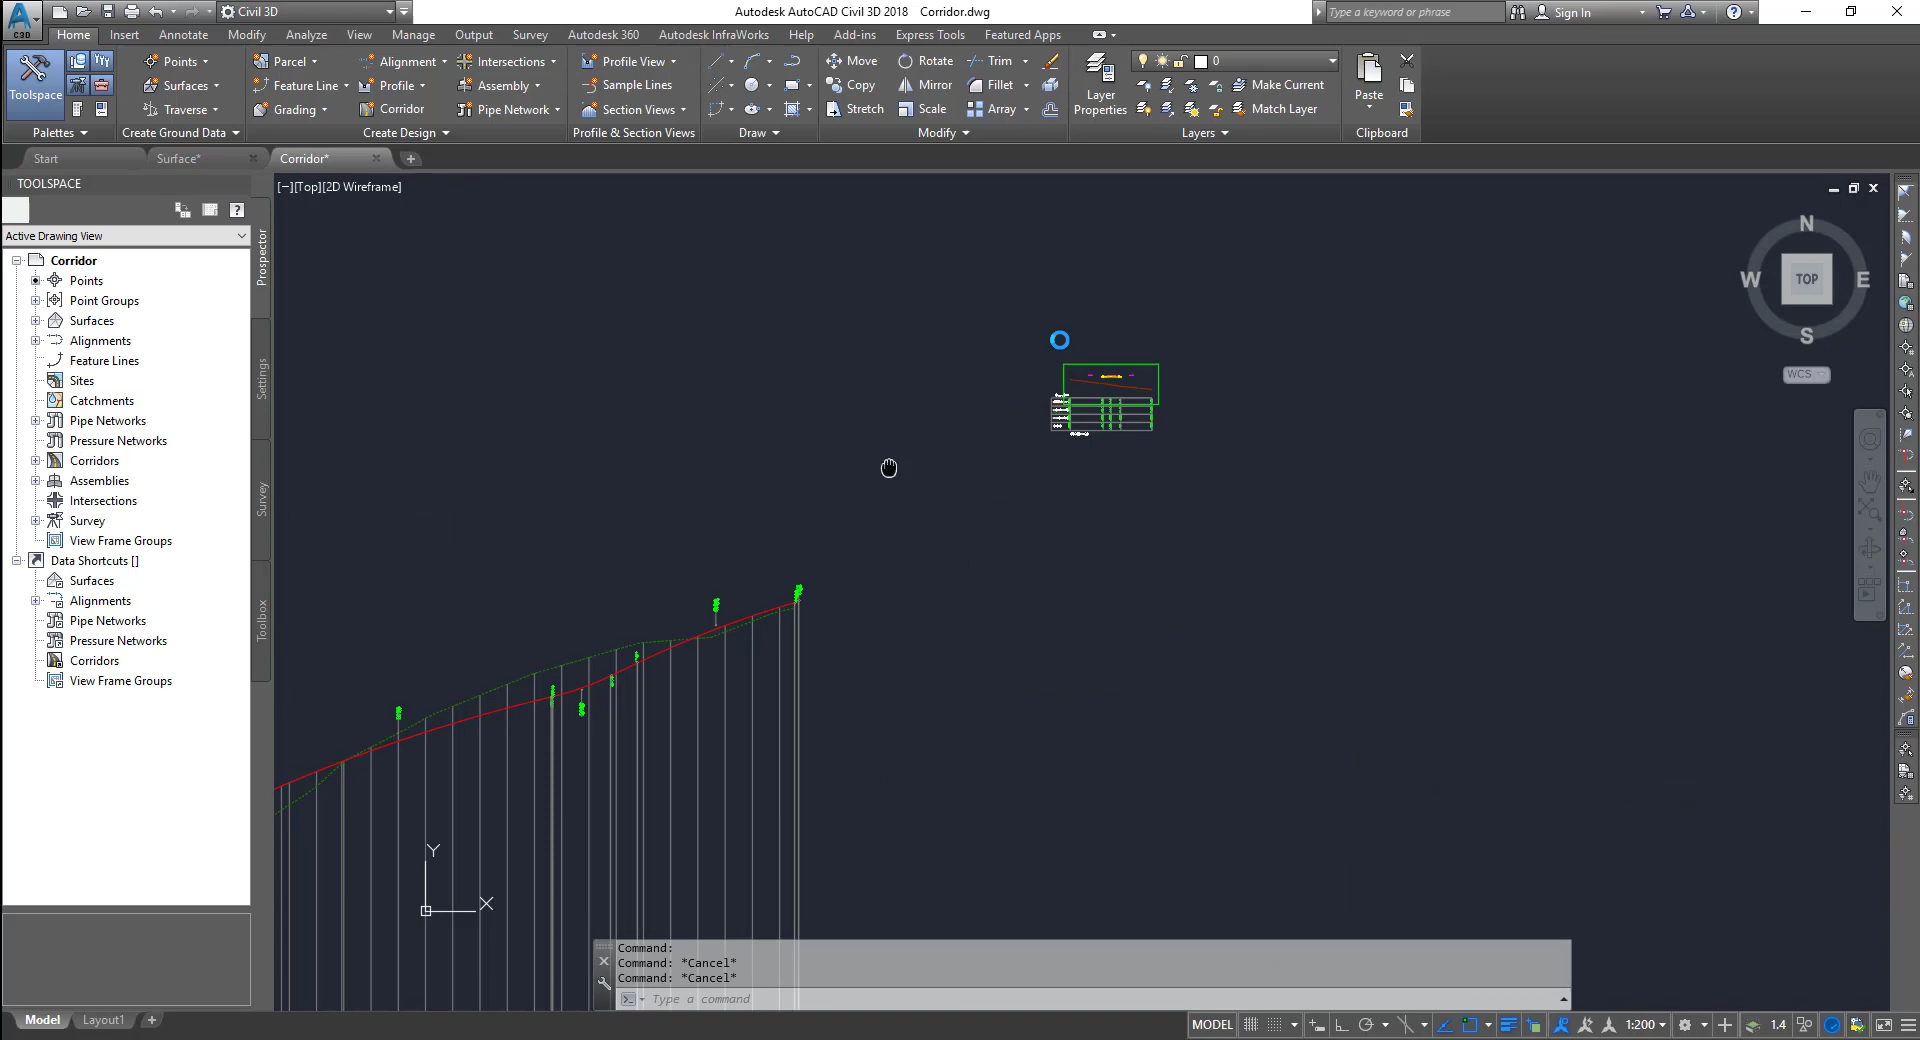 Civil 3D
Autodesk AutoCAD Civil 3D 2018 Corridor.dwg
Type a keyword or phrase
Sign In
C3D
Home Insert Annotate Modify Analyze View Manage Output Survey Autodesk 360 Autodesk InfraWorks Help Add-ins Express Tools Featured Apps
Toolspace
Palettes
Points
Surfaces
Traverse
Create Ground Data
Parcel
Feature Line
Grading
Alignment
Profile
Corridor
Intersections
Assembly
Pipe Network
Create Design
Profile View
Sample Lines
Section Views
Profile & Section Views
Draw
Move
Copy
Stretch
Rotate
Mirror
Scale
Trim
Fillet
Array
Modify
Layer
Properties
0
Make Current
Match Layer
Layers
Paste
Clipboard
Start Surface* Corridor*
TOOLSPACE
Active Drawing View
Corridor
Points
Point Groups
Surfaces
Alignments
Feature Lines
Sites
Catchments
Pipe Networks
Pressure Networks
Corridors
Assemblies
Intersections
Survey
View Frame Groups
Data Shortcuts []
Surfaces
Alignments
Pipe Networks
Pressure Networks
Corridors
View Frame Groups
Prospector
Settings
Survey
Toolbox
[−][Top][2D Wireframe]
N
W TOP E
S
WCS
Y
X
Command:
Command: *Cancel*
Command: *Cancel*
Type a command
Model Layout1
MODEL
1:200
1.4